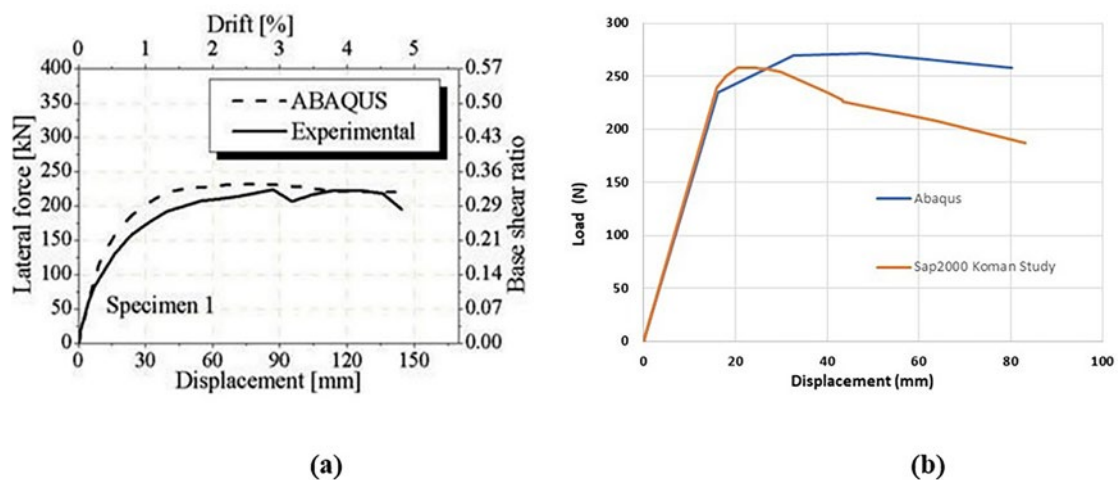 Drift [%]
0 1 2 3 4 5
400
350
300
250
200
150
100
50
0
Lateral force [kN]
ABAQUS
Experimental
Specimen 1
0.57
0.50
0.43
0.36
0.29
0.21
0.14
0.07
0.00
Base shear ratio
0 30 60 90 120 150
Displacement [mm]
(a)
300
250
200
150
100
50
0
Load (N)
Abaqus
Sap2000 Koman Study
0 20 40 60 80 100
Displacement (mm)
(b)